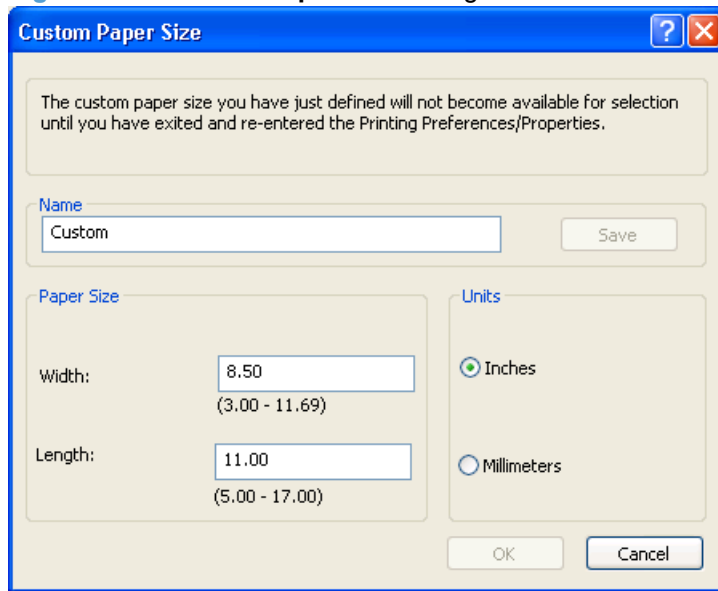 Custom Paper Size
The custom paper size you have just defined will not become available for selection
until you have exited and re-entered the Printing Preferences/Properties.
Name
Custom
Save
Paper Size
Width:
8.50
(3.00 - 11.69)
Length:
11.00
(5.00 - 17.00)
Units
Inches
Millimeters
OK
Cancel